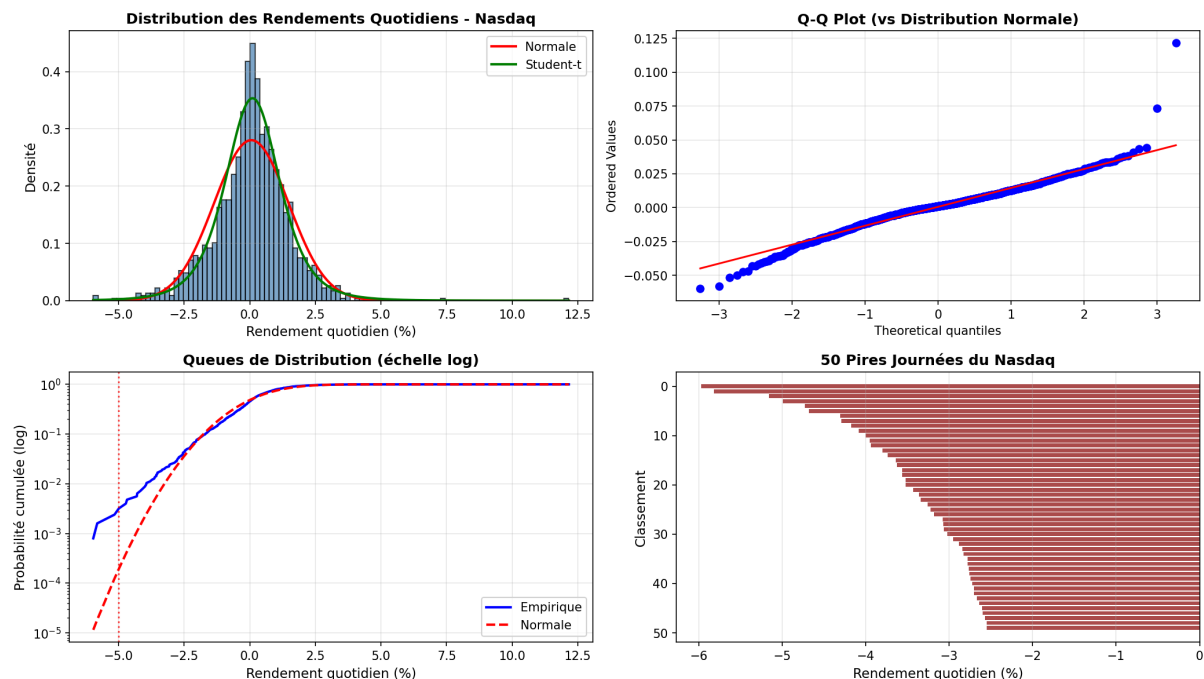 Distribution des Rendements Quotidiens - Nasdaq
Densité
0.4
0.3
0.2
0.1
0.0
Normale
Student-t
−5.0 −2.5 0.0 2.5 5.0 7.5 10.0 12.5
Rendement quotidien (%)
Q-Q Plot (vs Distribution Normale)
Ordered Values
0.125
0.100
0.075
0.050
0.025
0.000
−0.025
−0.050
−3 −2 −1 0 1 2 3
Theoretical quantiles
Queues de Distribution (échelle log)
Probabilité cumulée (log)
10⁰
10⁻¹
10⁻²
10⁻³
10⁻⁴
10⁻⁵
Empirique
Normale
−5.0 −2.5 0.0 2.5 5.0 7.5 10.0 12.5
Rendement quotidien (%)
50 Pires Journées du Nasdaq
Classement
0
10
20
30
40
50
−6 −5 −4 −3 −2 −1 0
Rendement quotidien (%)